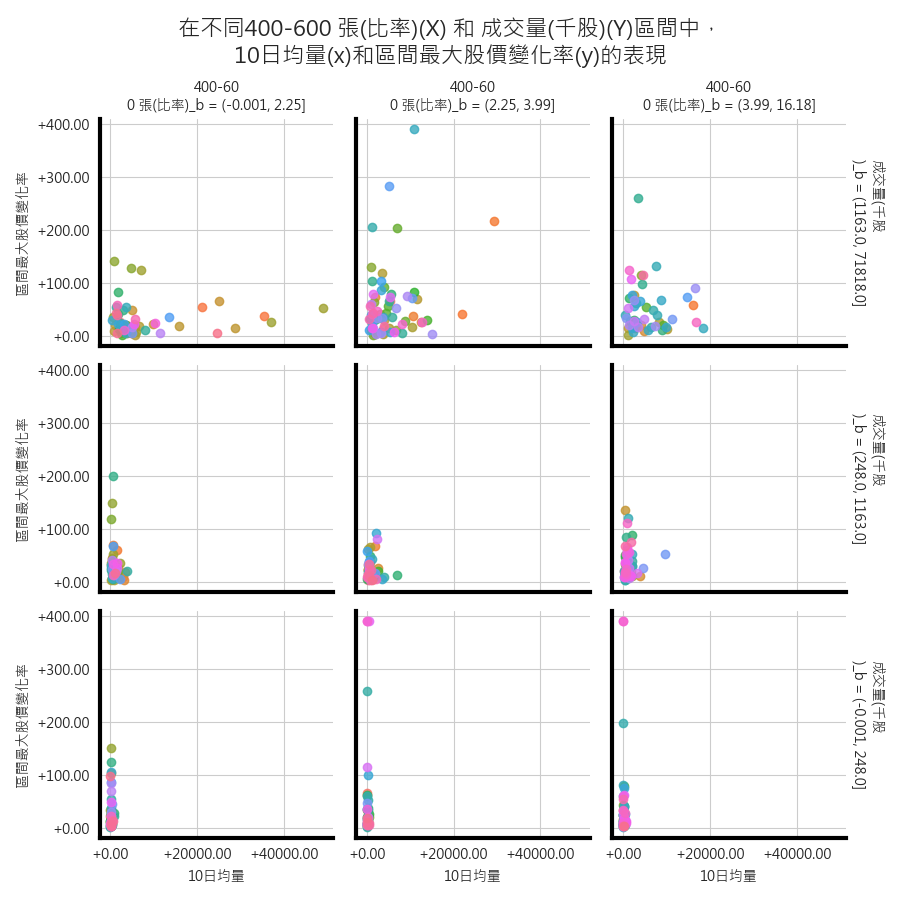 在不同400-600 張(比率)(X) 和 成交量(千股)(Y)區間中，
10日均量(x)和區間最大股價變化率(y)的表現
400-60
0 張(比率)_b = (-0.001, 2.25]
400-60
0 張(比率)_b = (2.25, 3.99]
400-60
0 張(比率)_b = (3.99, 16.18]
+400.00
+300.00
+200.00
+100.00
+0.00
區間最大股價變化率
成交量(千股
)_b = (1163.0, 71818.0]
+400.00
+300.00
+200.00
+100.00
+0.00
區間最大股價變化率
成交量(千股
)_b = (248.0, 1163.0]
+400.00
+300.00
+200.00
+100.00
+0.00
區間最大股價變化率
成交量(千股
)_b = (-0.001, 248.0]
+0.00 +20000.00 +40000.00
+0.00 +20000.00 +40000.00
+0.00 +20000.00 +40000.00
10日均量
10日均量
10日均量